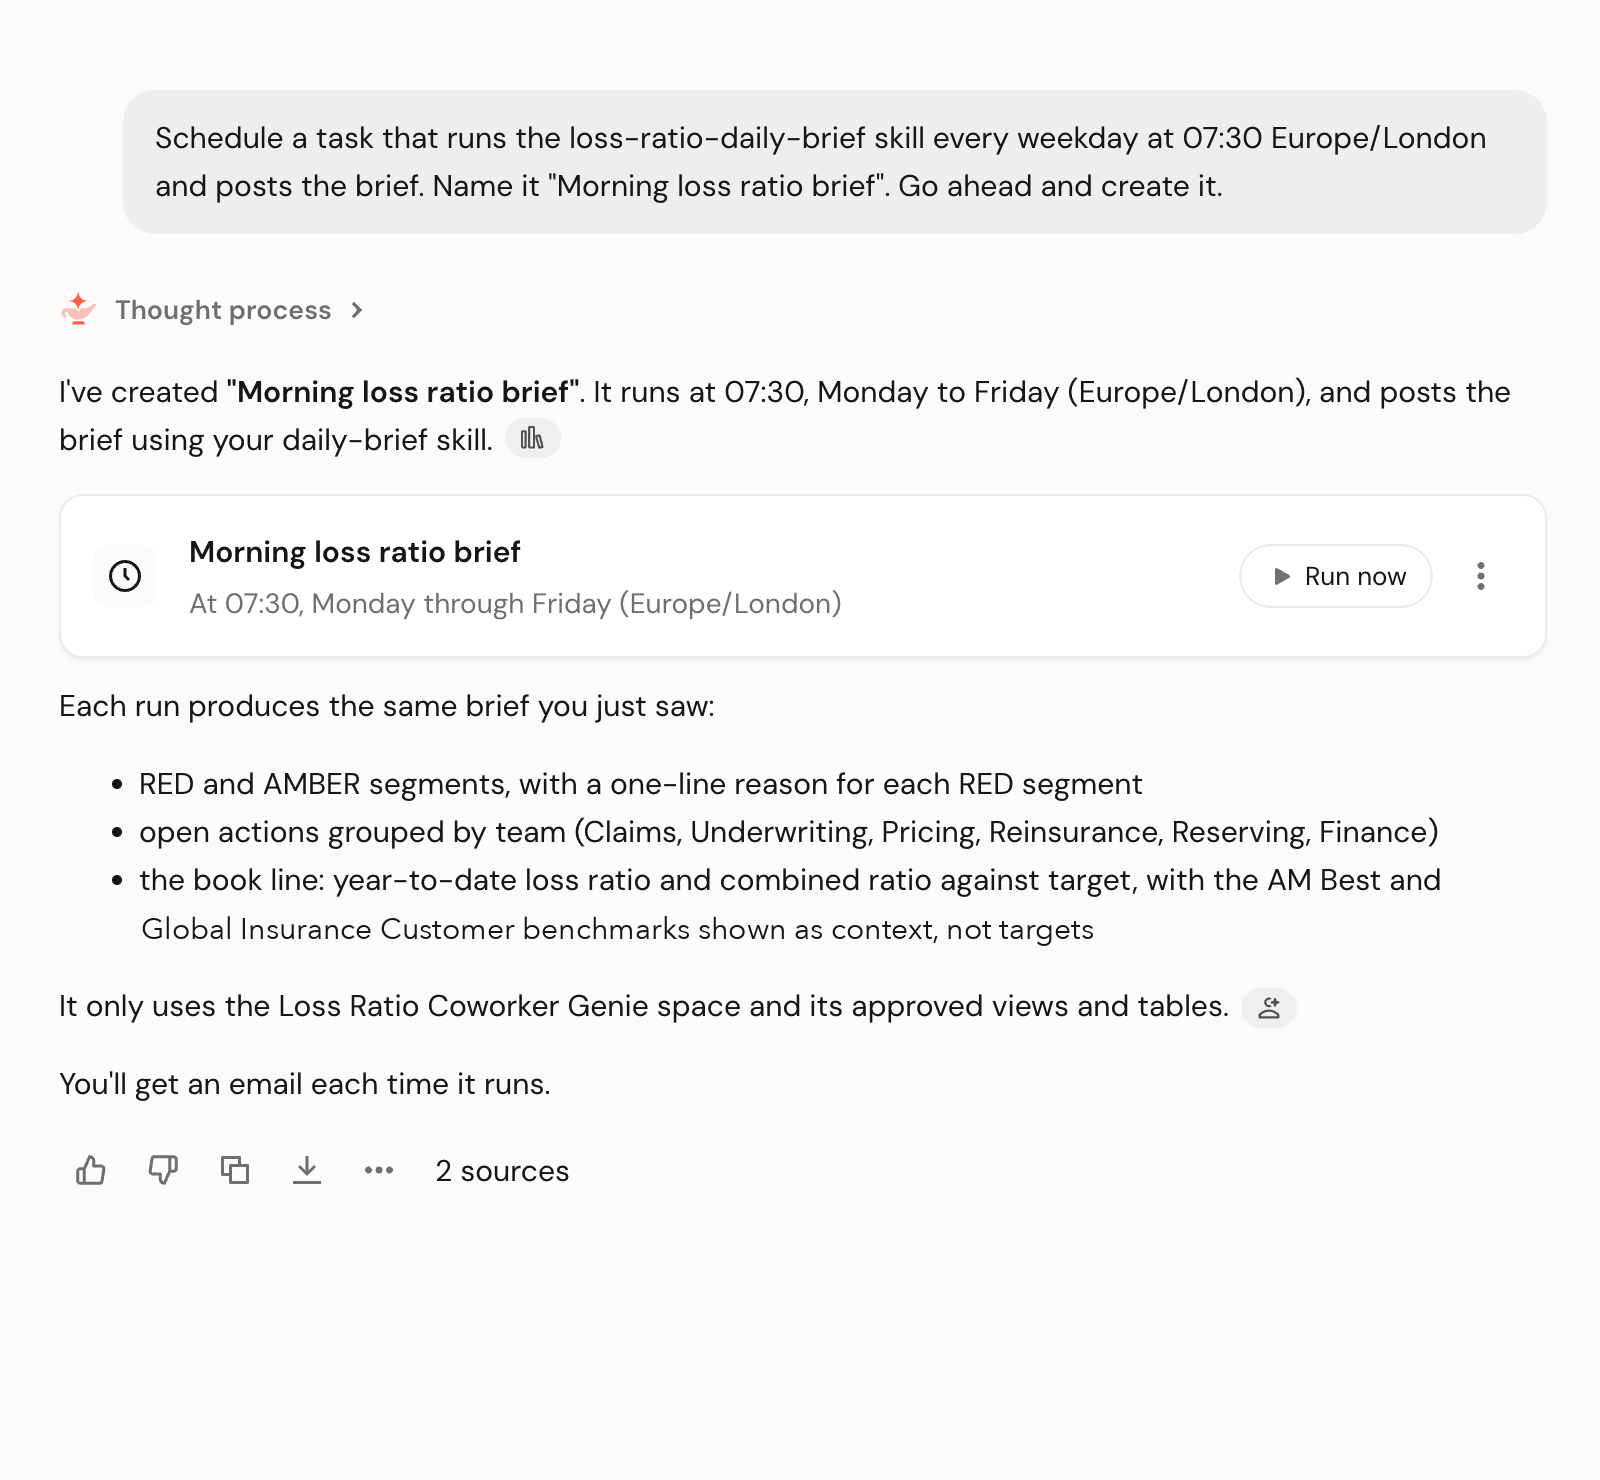 Schedule a task that runs the loss-ratio-daily-brief skill every weekday at 07:30 Europe/London
and posts the brief. Name it "Morning loss ratio brief". Go ahead and create it.
Thought process
I've created "Morning loss ratio brief". It runs at 07:30, Monday to Friday (Europe/London), and posts the
brief using your daily-brief skill.
Morning loss ratio brief
At 07:30, Monday through Friday (Europe/London)
Run now
Each run produces the same brief you just saw:
• RED and AMBER segments, with a one-line reason for each RED segment
• open actions grouped by team (Claims, Underwriting, Pricing, Reinsurance, Reserving, Finance)
• the book line: year-to-date loss ratio and combined ratio against target, with the AM Best and
Global Insurance Customer benchmarks shown as context, not targets
It only uses the Loss Ratio Coworker Genie space and its approved views and tables.
You'll get an email each time it runs.
2 sources